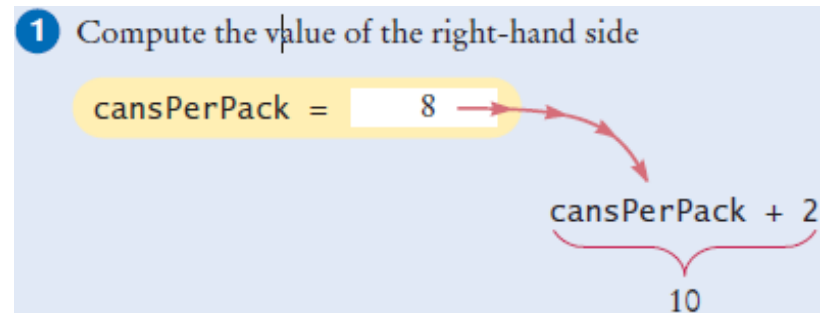 1 Compute the value of the right-hand side
cansPerPack = 8
cansPerPack + 2
10